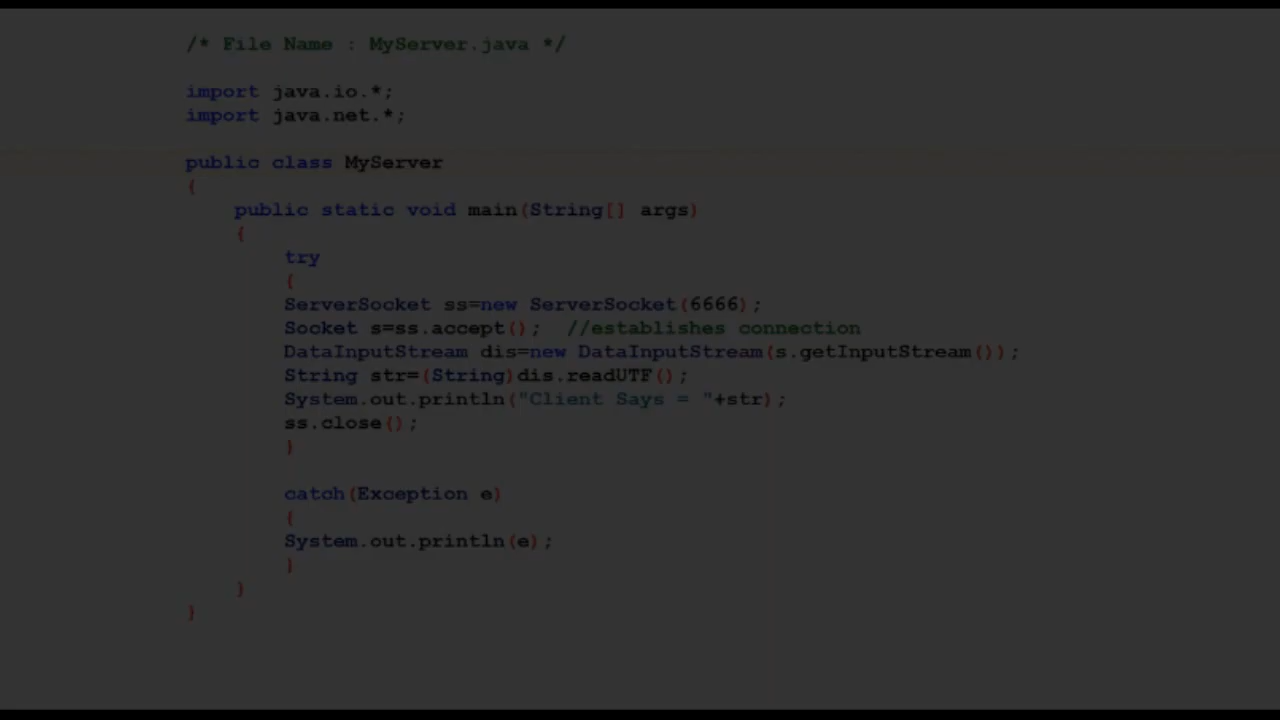 /* File Name : MyServer.java */
import java.io.*;
import java.net.*;
public class MyServer
{
public static void main(String[] args)
{
try
{
ServerSocket ss=new ServerSocket(6666);
Socket s=ss.accept();  //establishes connection
DataInputStream dis=new DataInputStream(s.getInputStream());
String str=(String)dis.readUTF();
System.out.println("Client Says = "+str);
ss.close();
}
catch(Exception e)
{
System.out.println(e);
}
}
}